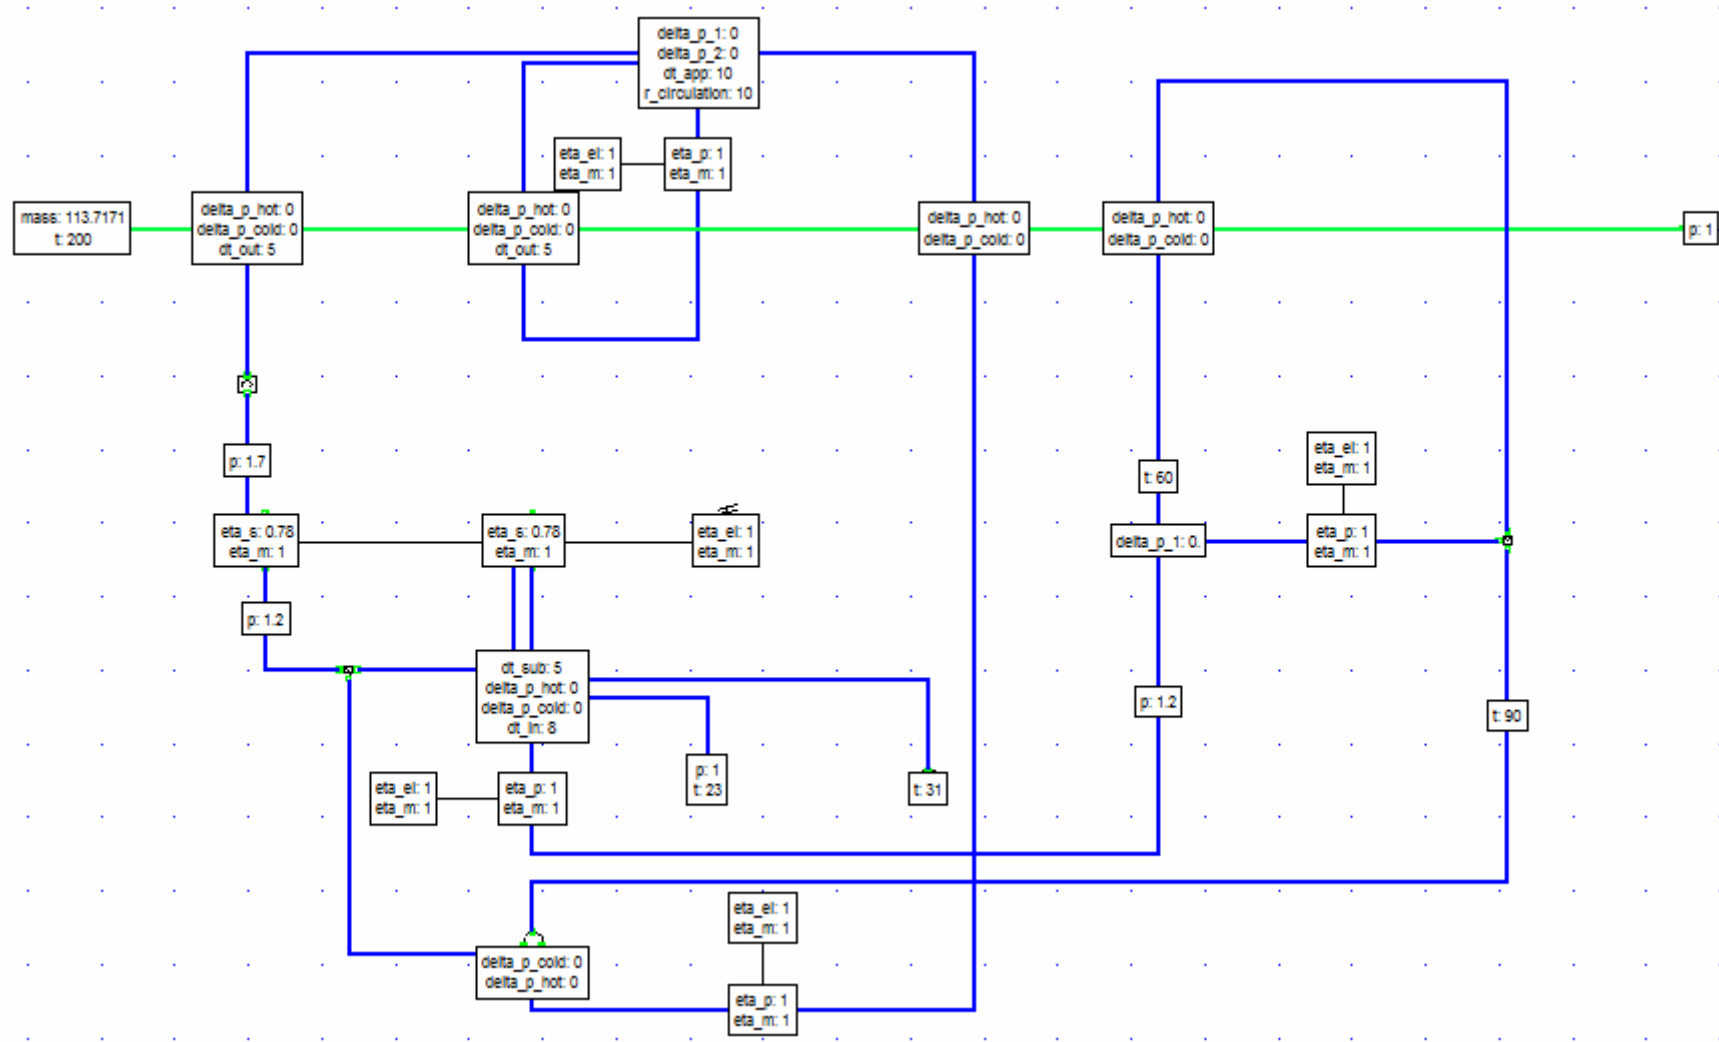 delta_p_1: 0
delta_p_2: 0
dt_app: 10
r_circulation: 10
eta_el: 1
eta_m: 1
eta_p: 1
eta_m: 1
mass: 113.7171
t: 200
delta_p_hot: 0
delta_p_cold: 0
dt_out: 5
delta_p_hot: 0
delta_p_cold: 0
dt_out: 5
delta_p_hot: 0
delta_p_cold: 0
delta_p_hot: 0
delta_p_cold: 0
p: 1
p: 1.7
t: 60
eta_el: 1
eta_m: 1
eta_s: 0.78
eta_m: 1
eta_s: 0.78
eta_m: 1
eta_el: 1
eta_m: 1
delta_p_1: 0.
eta_p: 1
eta_m: 1
p: 1.2
dt_sub: 5
delta_p_hot: 0
delta_p_cold: 0
dt_in: 8
p: 1.2
t: 90
eta_el: 1
eta_m: 1
eta_p: 1
eta_m: 1
p: 1
t: 23
t: 31
eta_el: 1
eta_m: 1
delta_p_cold: 0
delta_p_hot: 0
eta_p: 1
eta_m: 1